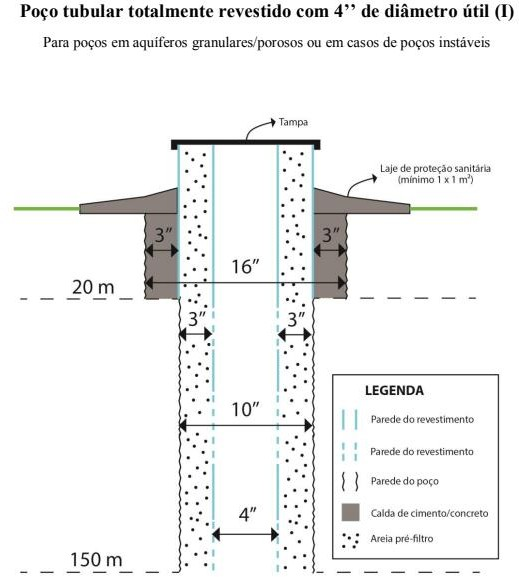 Poço tubular totalmente revestido com 4’’ de diâmetro útil (I)
Para poços em aquíferos granulares/porosos ou em casos de poços instáveis
Tampa
Laje de proteção sanitária
(mínimo 1 x 1 m²)
3” 3”
16”
20 m
3” 3”
10”
4”
150 m
LEGENDA
Parede do revestimento
Parede do revestimento
Parede do poço
Calda de cimento/concreto
Areia pré-filtro